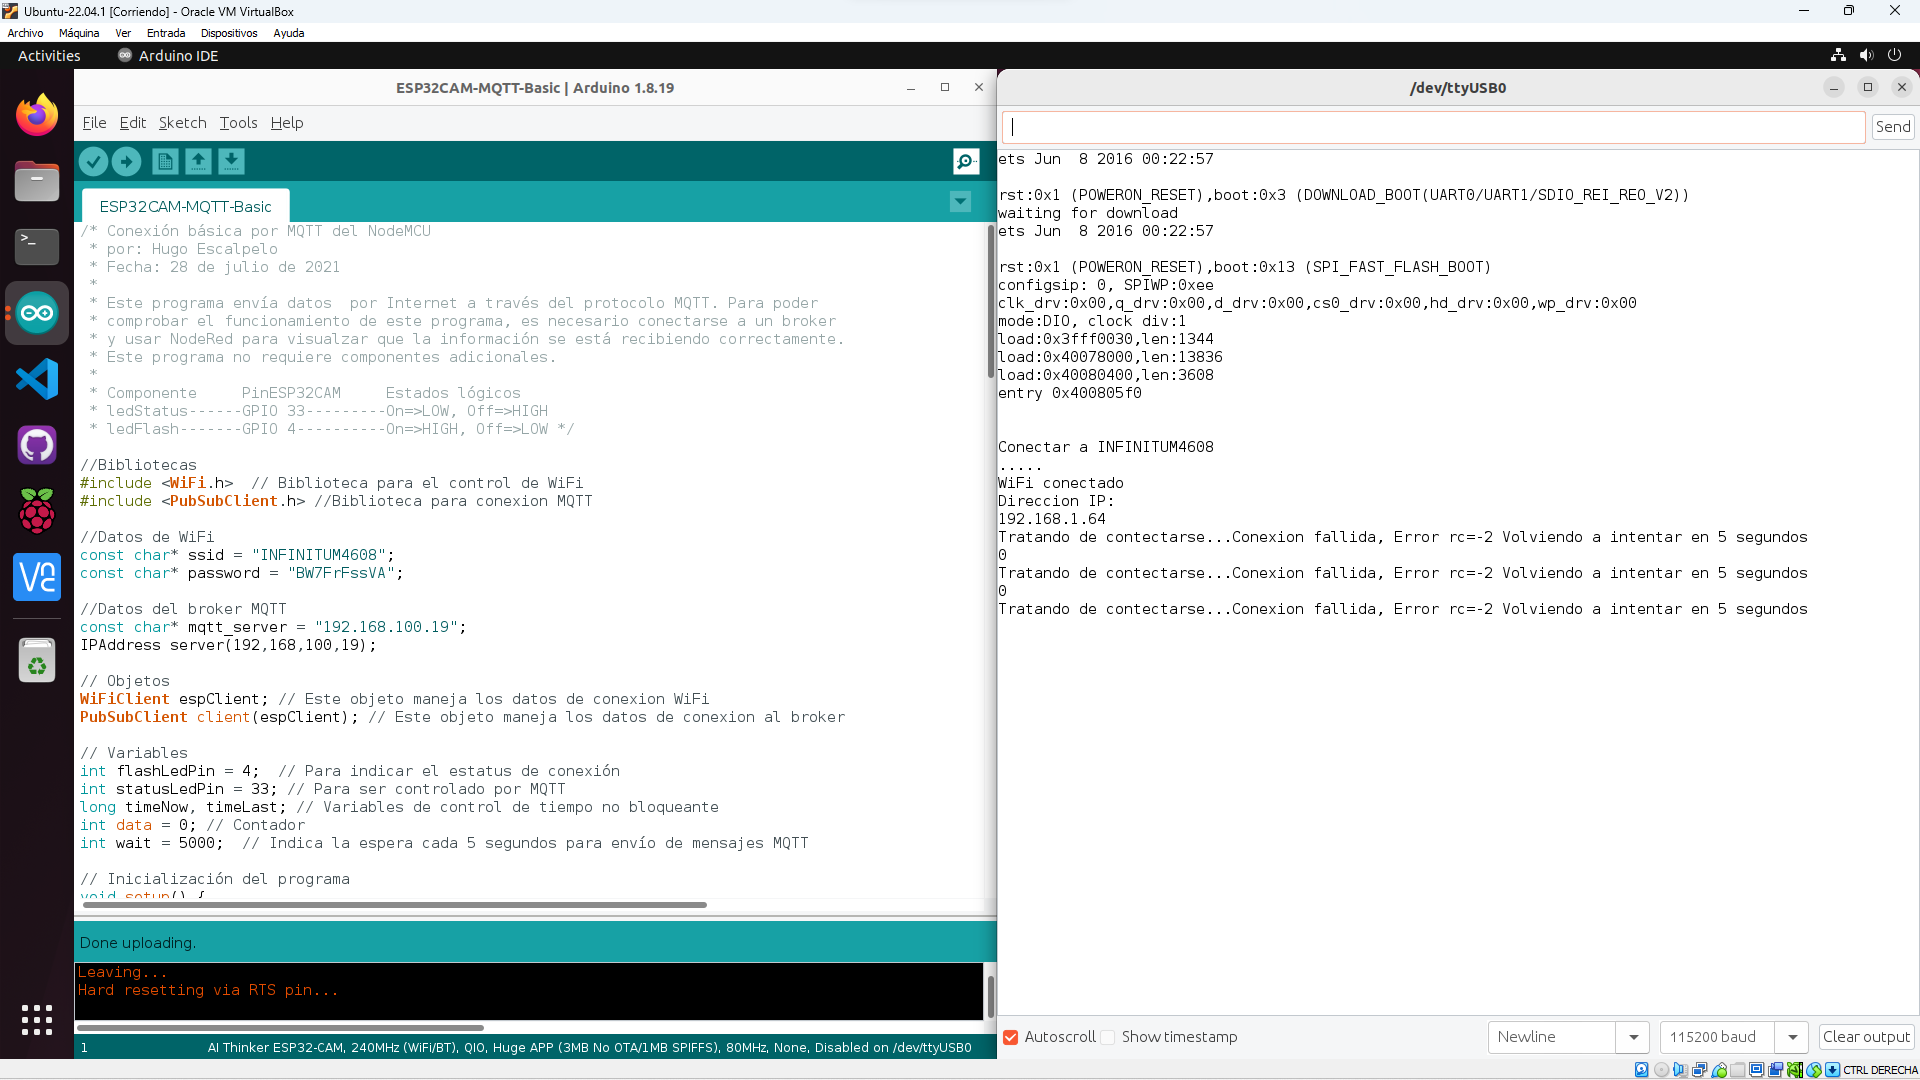 Ubuntu-22.04.1 [Corriendo] - Oracle VM VirtualBox
Archivo Máquina Ver Entrada Dispositivos Ayuda
Activities Arduino IDE
ESP32CAM-MQTT-Basic | Arduino 1.8.19
File Edit Sketch Tools Help
ESP32CAM-MQTT-Basic
/* Conexión básica por MQTT del NodeMCU
 * por: Hugo Escalpelo
 * Fecha: 28 de julio de 2021
 *
 * Este programa envía datos  por Internet a través del protocolo MQTT. Para poder
 * comprobar el funcionamiento de este programa, es necesario conectarse a un broker
 * y usar NodeRed para visualzar que la información se está recibiendo correctamente.
 * Este programa no requiere componentes adicionales.
 *
 * Componente     PinESP32CAM     Estados lógicos
 * ledStatus------GPIO 33---------On=>LOW, Off=>HIGH
 * ledFlash-------GPIO 4----------On=>HIGH, Off=>LOW */
//Bibliotecas
#include <WiFi.h>  // Biblioteca para el control de WiFi
#include <PubSubClient.h> //Biblioteca para conexion MQTT
//Datos de WiFi
const char* ssid = "INFINITUM4608";
const char* password = "BW7FrFssVA";
//Datos del broker MQTT
const char* mqtt_server = "192.168.100.19";
IPAddress server(192,168,100,19);
// Objetos
WiFiClient espClient; // Este objeto maneja los datos de conexion WiFi
PubSubClient client(espClient); // Este objeto maneja los datos de conexion al broker
// Variables
int flashLedPin = 4;  // Para indicar el estatus de conexión
int statusLedPin = 33; // Para ser controlado por MQTT
long timeNow, timeLast; // Variables de control de tiempo no bloqueante
int data = 0; // Contador
int wait = 5000;  // Indica la espera cada 5 segundos para envío de mensajes MQTT
// Inicialización del programa
void setup() {
Done uploading.
Leaving...
Hard resetting via RTS pin...
1 AI Thinker ESP32-CAM, 240MHz (WiFi/BT), QIO, Huge APP (3MB No OTA/1MB SPIFFS), 80MHz, None, Disabled on /dev/ttyUSB0
/dev/ttyUSB0
Send
ets Jun  8 2016 00:22:57
rst:0x1 (POWERON_RESET),boot:0x3 (DOWNLOAD_BOOT(UART0/UART1/SDIO_REI_REO_V2))
waiting for download
ets Jun  8 2016 00:22:57
rst:0x1 (POWERON_RESET),boot:0x13 (SPI_FAST_FLASH_BOOT)
configsip: 0, SPIWP:0xee
clk_drv:0x00,q_drv:0x00,d_drv:0x00,cs0_drv:0x00,hd_drv:0x00,wp_drv:0x00
mode:DIO, clock div:1
load:0x3fff0030,len:1344
load:0x40078000,len:13836
load:0x40080400,len:3608
entry 0x400805f0
Conectar a INFINITUM4608
.....
WiFi conectado
Direccion IP:
192.168.1.64
Tratando de contectarse...Conexion fallida, Error rc=-2 Volviendo a intentar en 5 segundos
0
Tratando de contectarse...Conexion fallida, Error rc=-2 Volviendo a intentar en 5 segundos
0
Tratando de contectarse...Conexion fallida, Error rc=-2 Volviendo a intentar en 5 segundos
Autoscroll Show timestamp Newline 115200 baud Clear output
CTRL DERECHA